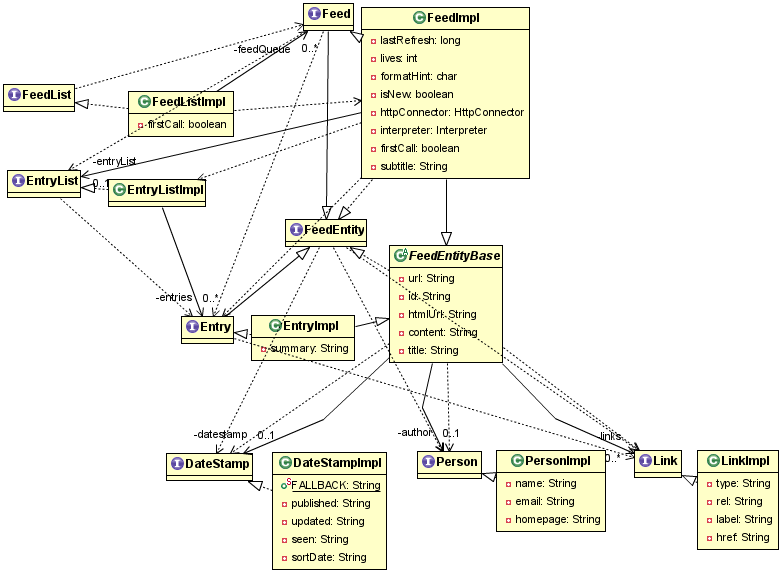 Feed
FeedImpl
lastRefresh: long
lives: int
formatHint: char
isNew: boolean
httpConnector: HttpConnector
interpreter: Interpreter
firstCall: boolean
subtitle: String
-feedQueue
0..*
FeedList
FeedListImpl
firstCall: boolean
-entryList
0..1
EntryList
EntryListImpl
FeedEntity
FeedEntityBase
url: String
id: String
htmlUrl: String
content: String
title: String
-entries
0..*
Entry
EntryImpl
summary: String
-datestamp
0..1
-author
0..1
links
0..*
DateStamp
DateStampImpl
FALLBACK: String
published: String
updated: String
seen: String
sortDate: String
Person
PersonImpl
name: String
email: String
homepage: String
Link
LinkImpl
type: String
rel: String
label: String
href: String